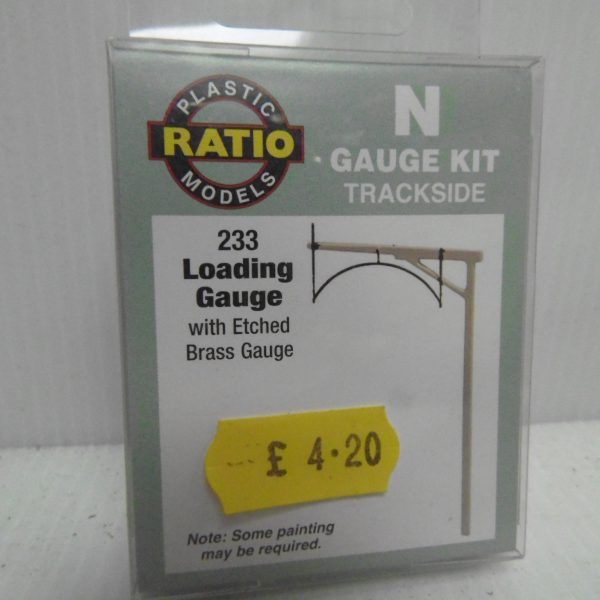 PLASTIC
RATIO
MODELS
N
GAUGE KIT
TRACKSIDE
233
Loading
Gauge
with Etched
Brass Gauge
£ 4·20
Note: Some painting
may be required.